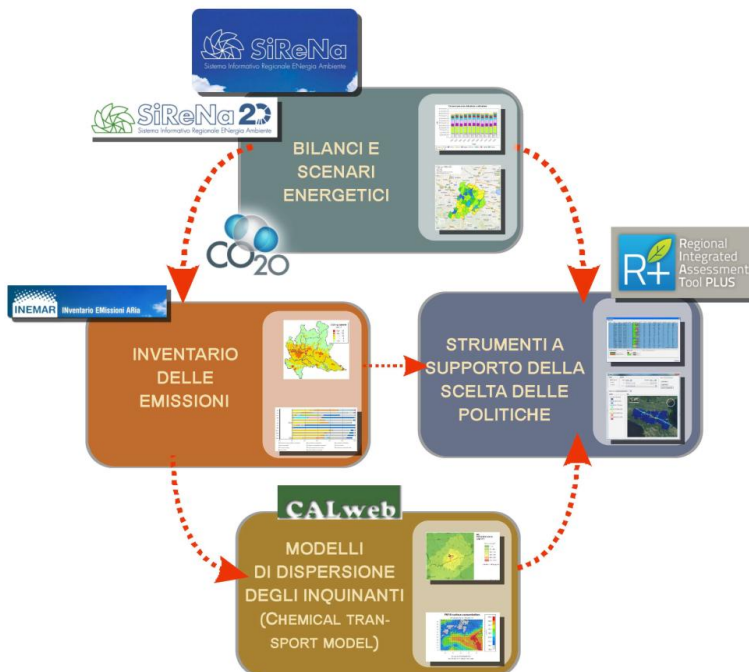 SiReNa
Sistema Informativo Regionale ENergia Ambiente
SiReNa 20
Sistema Informativo Regionale ENergia Ambiente
BILANCI E
SCENARI
ENERGETICI
CO20
R+
Regional
Integrated
Assessment
Tool PLUS
INEMAR
INventario EMissioni ARia
INVENTARIO
DELLE
EMISSIONI
STRUMENTI A
SUPPORTO DELLA
SCELTA DELLE
POLITICHE
CALweb
MODELLI
DI DISPERSIONE
DEGLI INQUINANTI
(CHEMICAL TRAN-
SPORT MODEL)